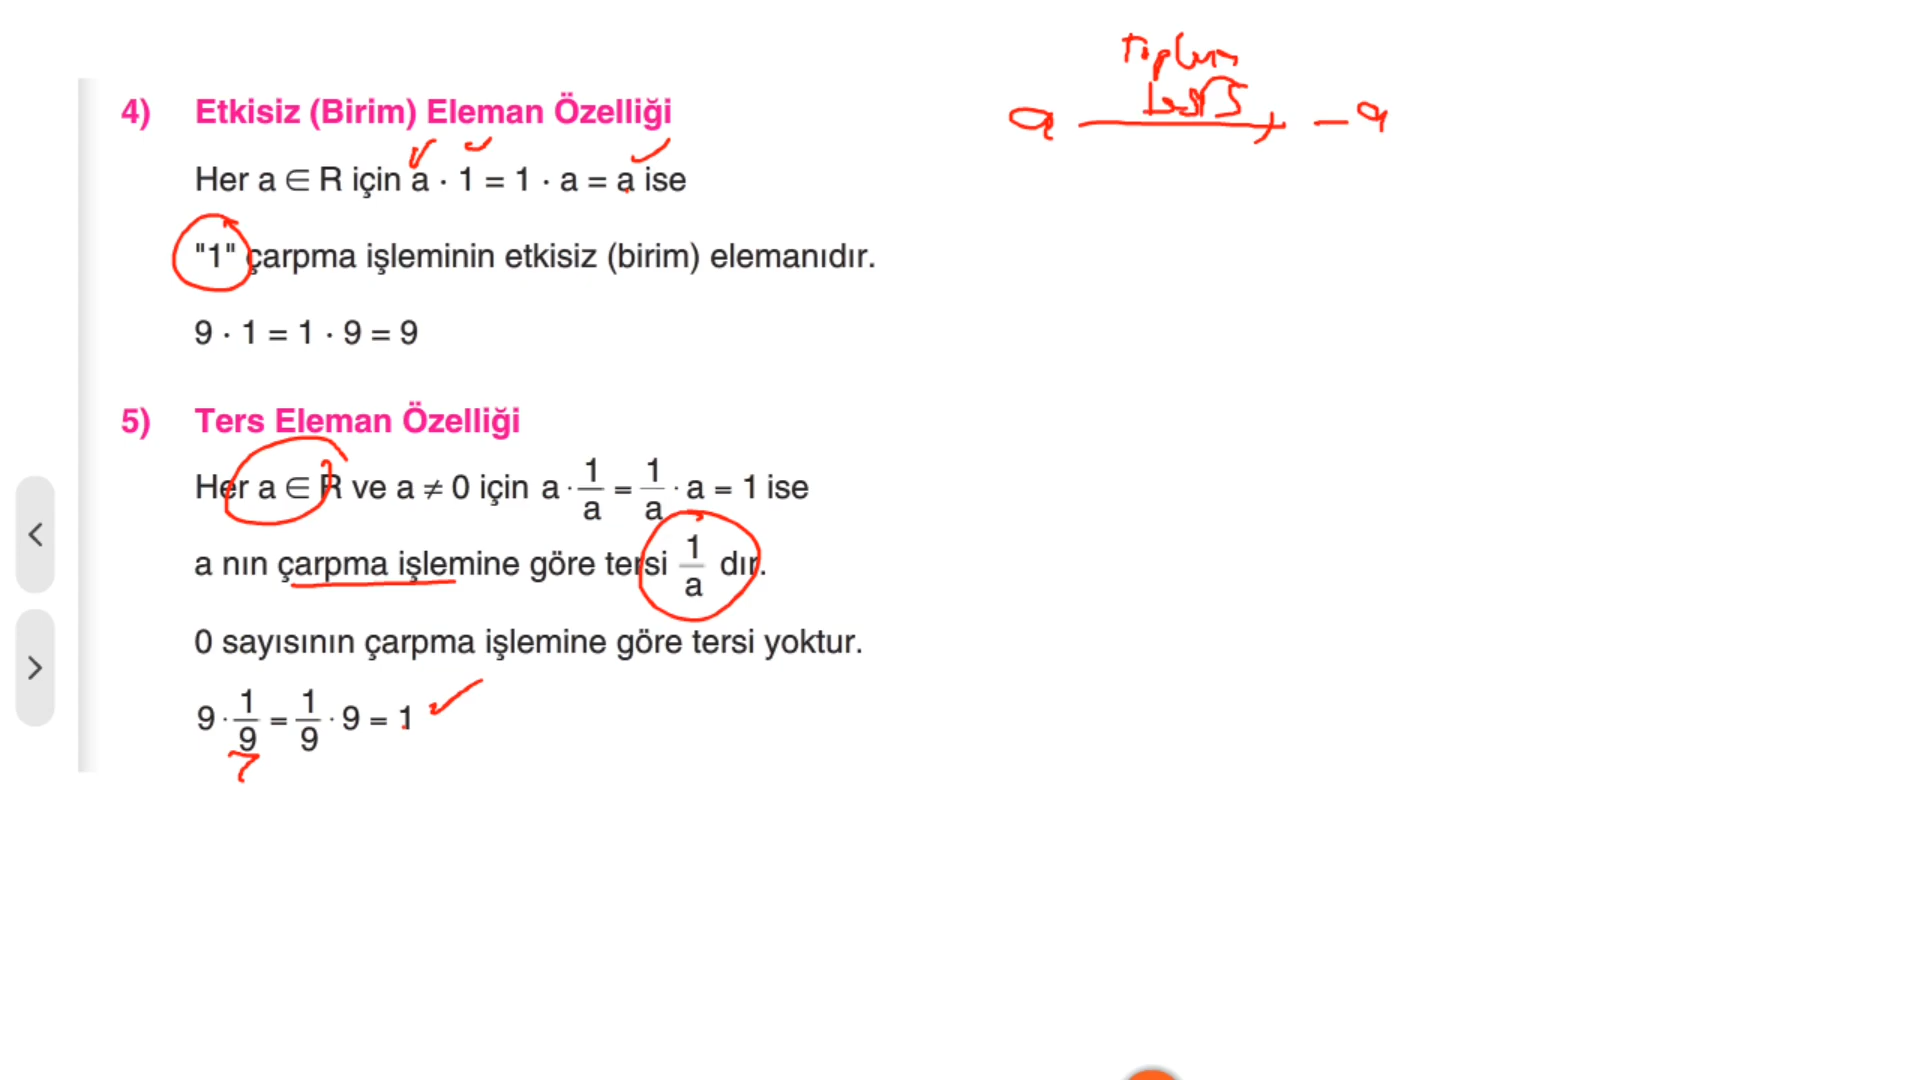 4) Etkisiz (Birim) Eleman Özelliği
Her a ∈ R için a · 1 = 1 · a = a ise
"1" çarpma işleminin etkisiz (birim) elemanıdır.
9 · 1 = 1 · 9 = 9
5) Ters Eleman Özelliği
Her a ∈ R ve a ≠ 0 için a · 1/a = 1/a · a = 1 ise
a nın çarpma işlemine göre tersi 1/a dır.
0 sayısının çarpma işlemine göre tersi yoktur.
9 · 1/9 = 1/9 · 9 = 1
a → -a